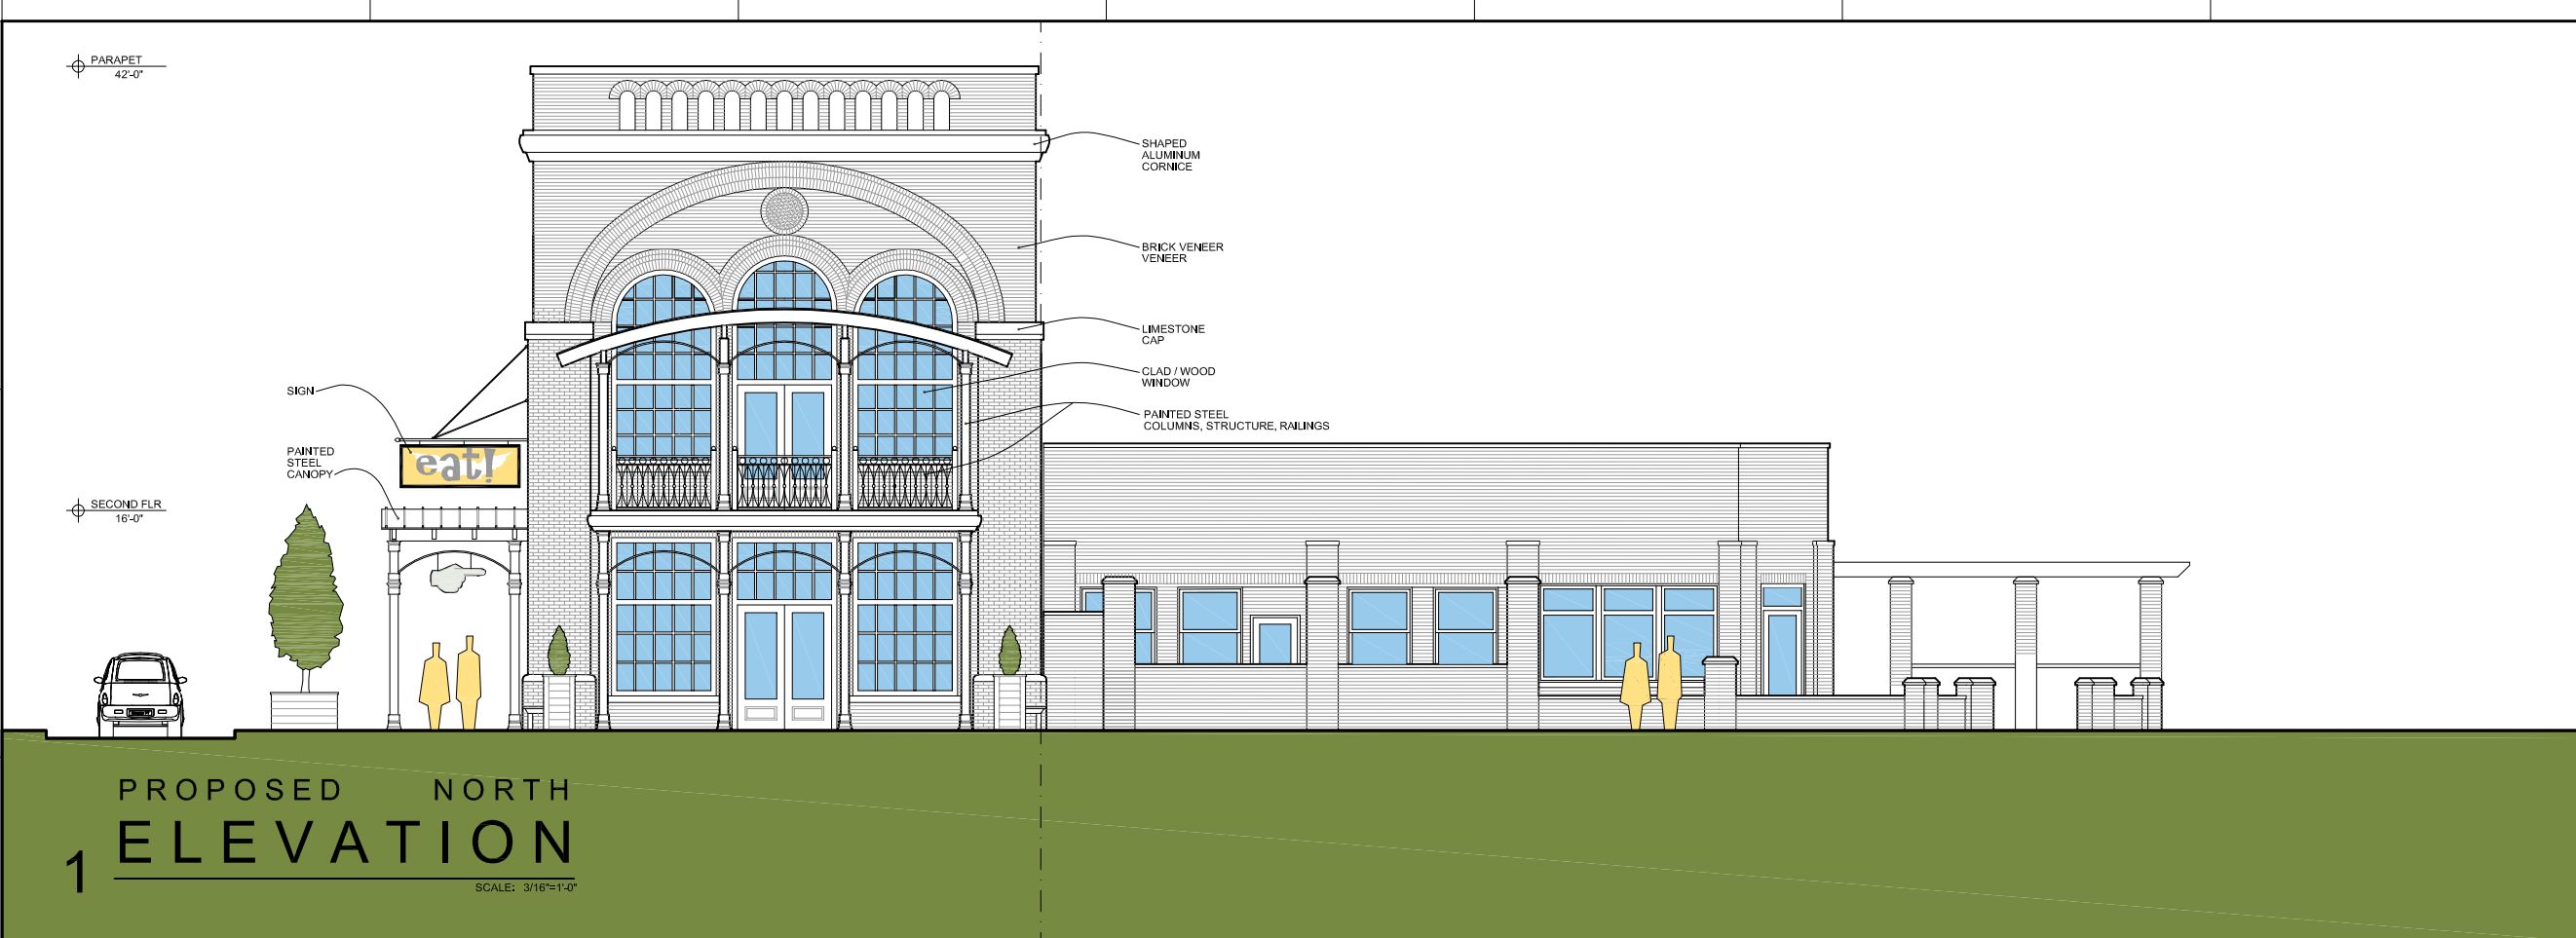 PARAPET
42'-0"
SHAPED
ALUMINUM
CORNICE
BRICK VENEER
VENEER
LIMESTONE
CAP
CLAD / WOOD
WINDOW
PAINTED STEEL
COLUMNS, STRUCTURE, RAILINGS
SIGN
eat!
PAINTED
STEEL
CANOPY
SECOND FLR
16'-0"
PROPOSED NORTH
1 ELEVATION
SCALE: 3/16"=1'-0"